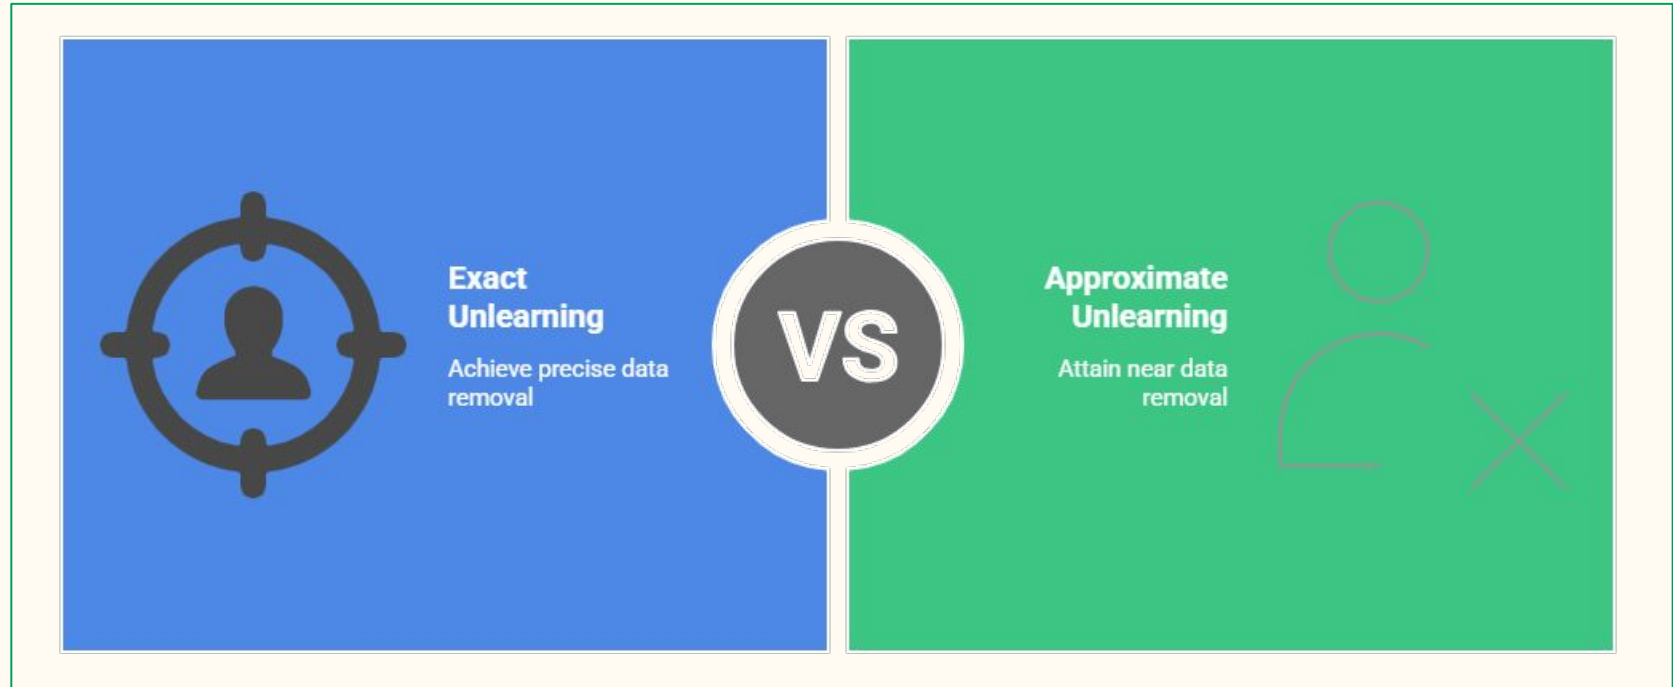 Exact
Unlearning
Achieve precise data
removal
VS
Approximate
Unlearning
Attain near data
removal